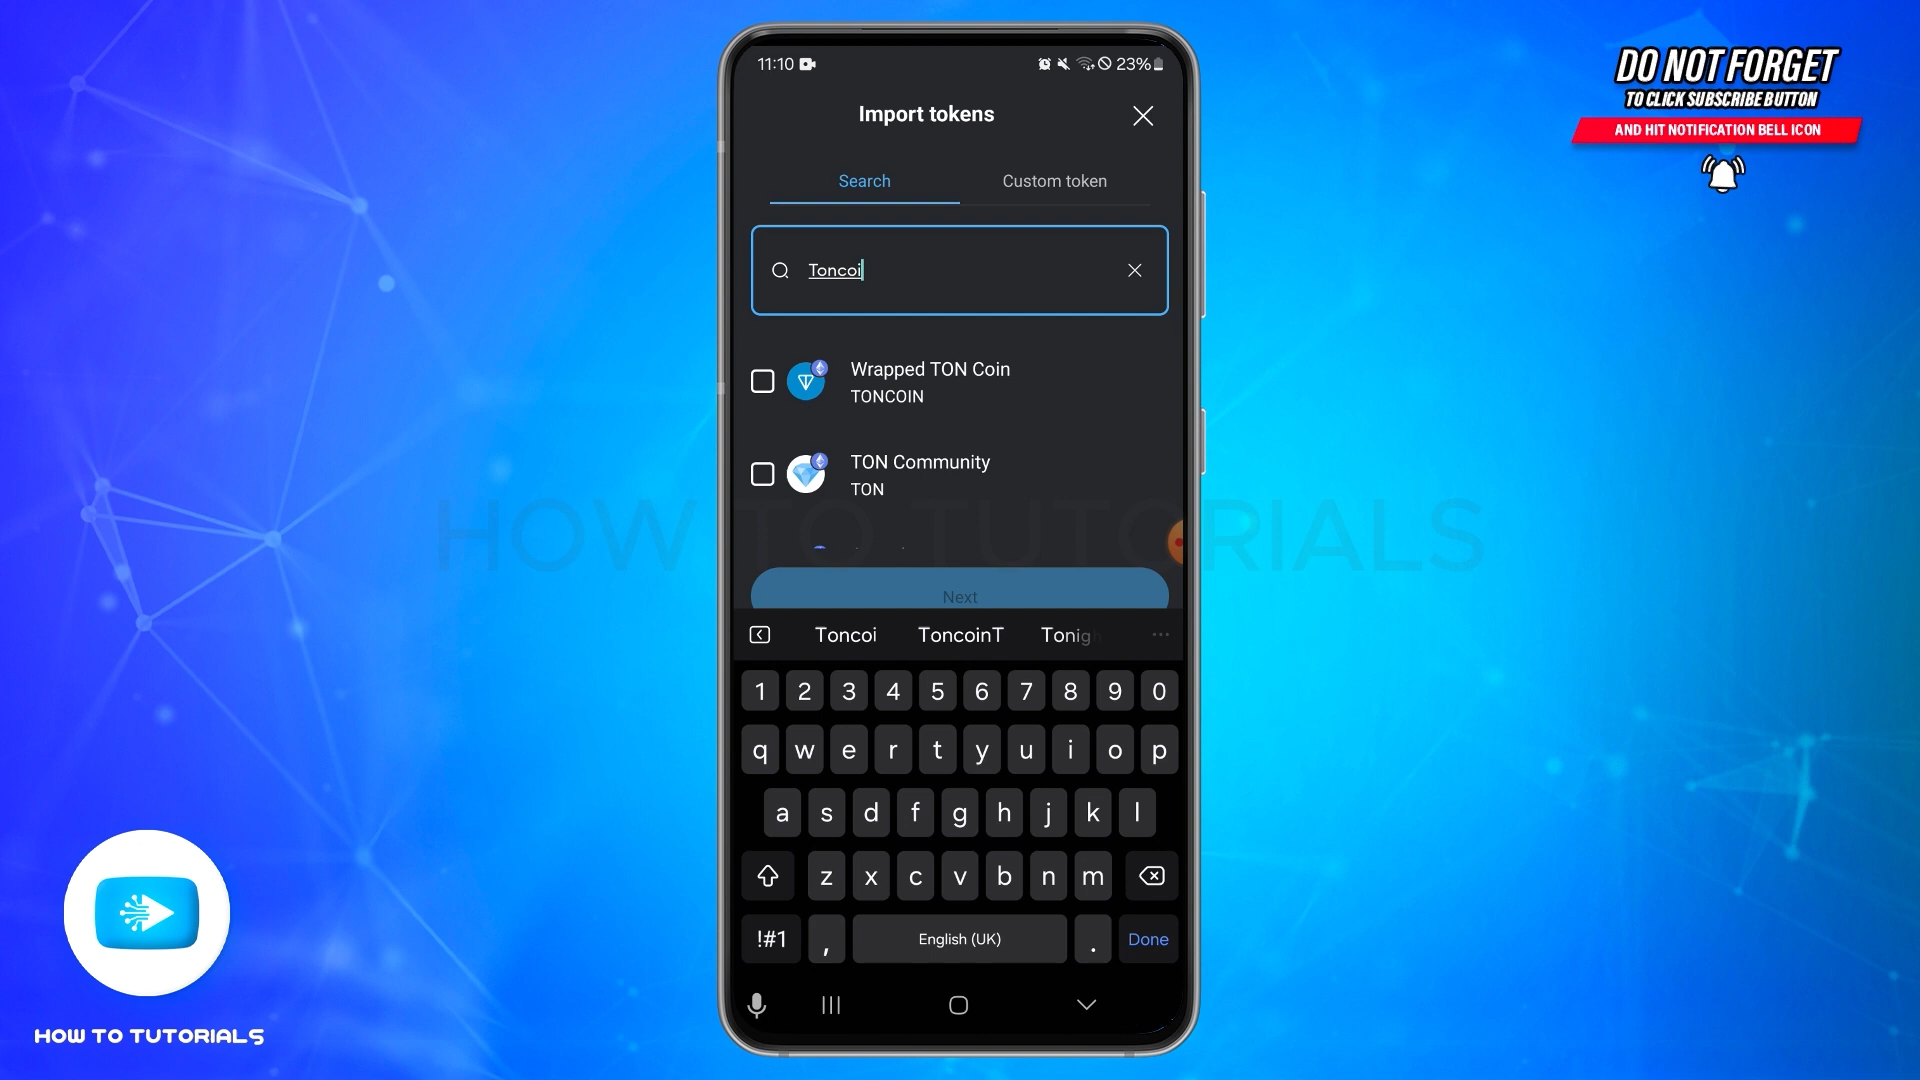 11:10
23%
Import tokens
Search
Custom token
Toncoi
Wrapped TON Coin
TONCOIN
TON Community
TON
Next
Toncoi ToncoinT Tonigh
1 2 3 4 5 6 7 8 9 0
q w e r t y u i o p
a s d f g h j k l
z x c v b n m
!#1 , English (UK) . Done
HOW TO TUTORIALS
DO NOT FORGET
TO CLICK SUBSCRIBE BUTTON
AND HIT NOTIFICATION BELL ICON
HOW TO TUTORIALS